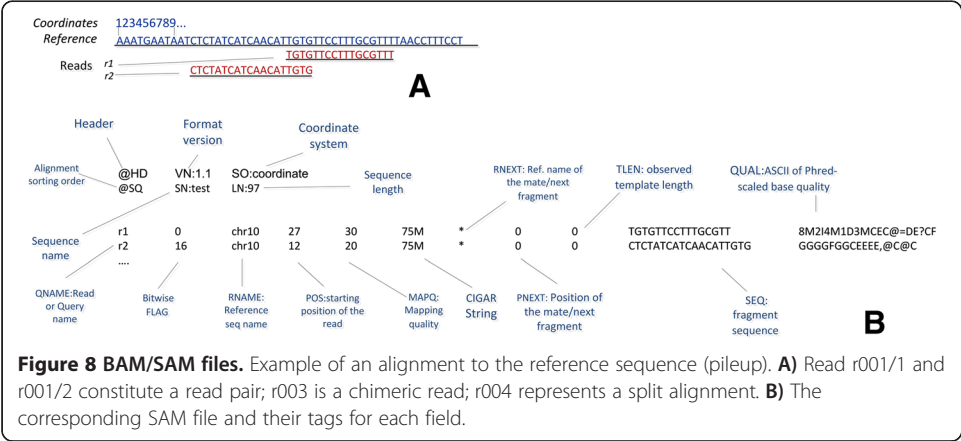 Coordinates 123456789...
Reference AAATGAATAATCTCTATCATCAACATTGTGTTCCTTTGCGTTTTAACCTTTCCT
Reads r1 TGTGTTCCTTTGCGTTT
r2 CTCTATCATCAACATTGTG
A
Header
Format version
Coordinate system
Alignment sorting order
@HD VN:1.1 SO:coordinate
@SQ SN:test LN:97
Sequence length
RNEXT: Ref. name of the mate/next fragment
TLEN: observed template length
QUAL:ASCII of Phred-scaled base quality
Sequence name
r1 0 chr10 27 30 75M * 0 0 TGTGTTCCTTTGCGTT 8M2I4M1D3MCEC@=DE?CF
r2 16 chr10 12 20 75M * 0 0 CTCTATCATCAACATTGTG GGGGFGGCEEEE,@C@C
....
QNAME:Read or Query name
Bitwise FLAG
RNAME: Reference seq name
POS:starting position of the read
MAPQ: Mapping quality
CIGAR String
PNEXT: Position of the mate/next fragment
SEQ: fragment sequence
B
Figure 8 BAM/SAM files. Example of an alignment to the reference sequence (pileup). A) Read r001/1 and
r001/2 constitute a read pair; r003 is a chimeric read; r004 represents a split alignment. B) The
corresponding SAM file and their tags for each field.